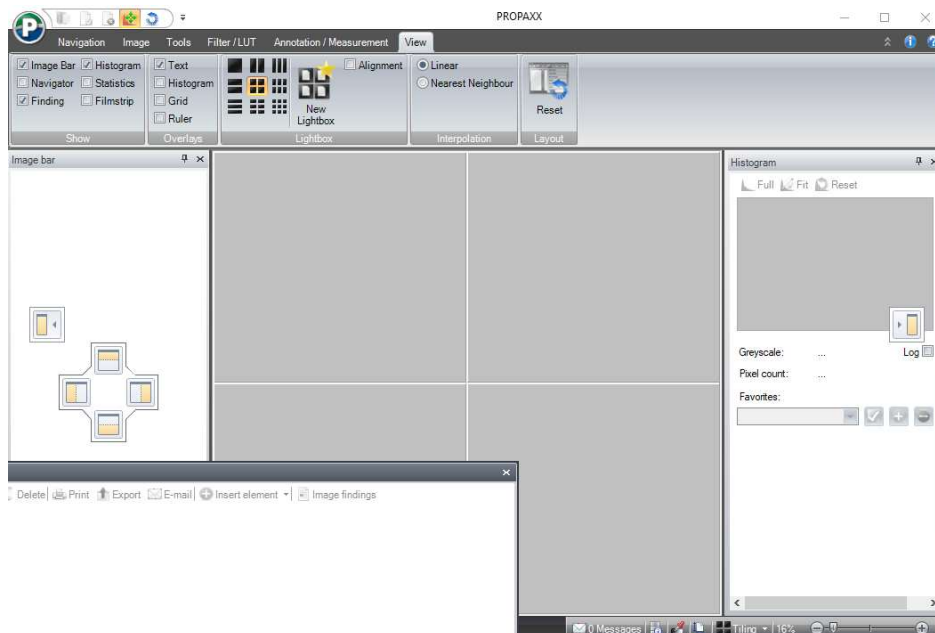 PROPAXX
P
Navigation Image Tools Filter / LUT Annotation / Measurement View
Image Bar Histogram Text Alignment Linear
Navigator Statistics Histogram Nearest Neighbour
Finding Filmstrip Grid
Ruler
New Lightbox
Reset
Show Overlays Lightbox Interpolation Layout
Image bar
Histogram
Full Fit Reset
Greyscale: ... Log
Pixel count: ...
Favorites:
Delete Print Export E-mail Insert element Image findings
0 Messages Tiling 16%